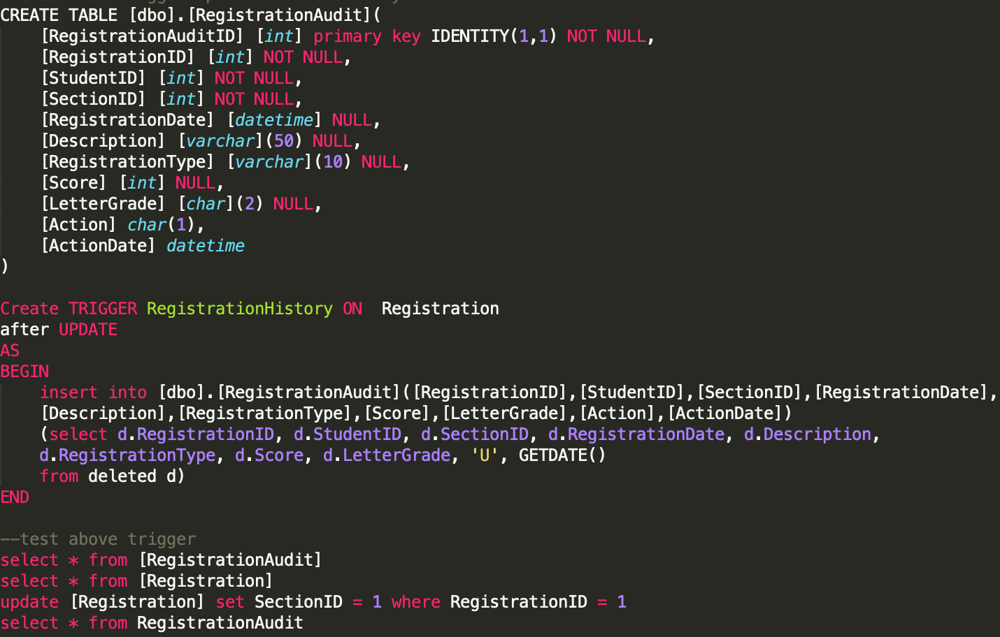 CREATE TABLE [dbo].[RegistrationAudit](
    [RegistrationAuditID] [int] primary key IDENTITY(1,1) NOT NULL,
    [RegistrationID] [int] NOT NULL,
    [StudentID] [int] NOT NULL,
    [SectionID] [int] NOT NULL,
    [RegistrationDate] [datetime] NULL,
    [Description] [varchar](50) NULL,
    [RegistrationType] [varchar](10) NULL,
    [Score] [int] NULL,
    [LetterGrade] [char](2) NULL,
    [Action] char(1),
    [ActionDate] datetime
)
Create TRIGGER RegistrationHistory ON  Registration
after UPDATE
AS
BEGIN
    insert into [dbo].[RegistrationAudit]([RegistrationID],[StudentID],[SectionID],[RegistrationDate],
    [Description],[RegistrationType],[Score],[LetterGrade],[Action],[ActionDate])
    (select d.RegistrationID, d.StudentID, d.SectionID, d.RegistrationDate, d.Description,
    d.RegistrationType, d.Score, d.LetterGrade, 'U', GETDATE()
    from deleted d)
END
--test above trigger
select * from [RegistrationAudit]
select * from [Registration]
update [Registration] set SectionID = 1 where RegistrationID = 1
select * from RegistrationAudit